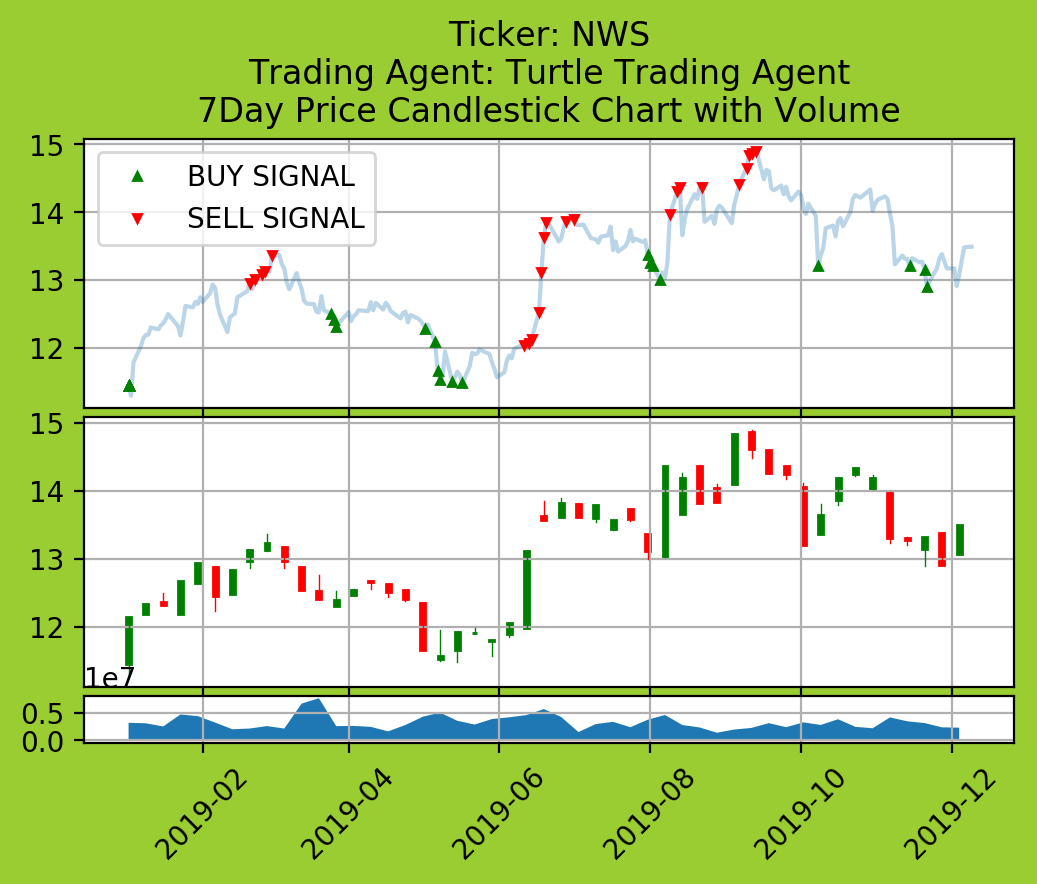 Ticker: NWS
Trading Agent: Turtle Trading Agent
7Day Price Candlestick Chart with Volume
15
14
13
12
BUY SIGNAL
SELL SIGNAL
15
14
13
12
1e7
0.5
0.0
2019-02
2019-04
2019-06
2019-08
2019-10
2019-12